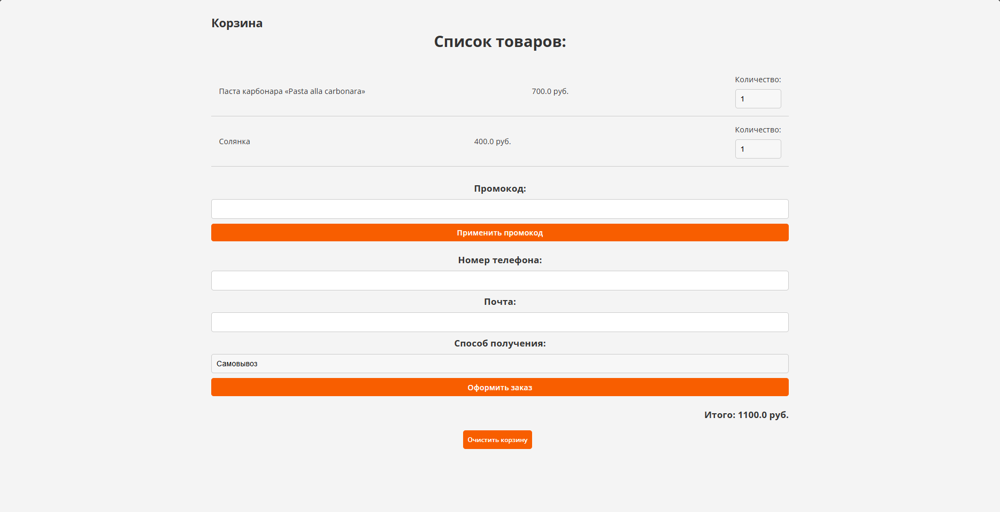 Корзина
Список товаров:
Количество:
Паста карбонара «Pasta alla carbonara» 700.0 руб.
1
Количество:
Солянка 400.0 руб.
1
Промокод:
Применить промокод
Номер телефона:
Почта:
Способ получения:
Самовывоз
Оформить заказ
Итого: 1100.0 руб.
Очистить корзину